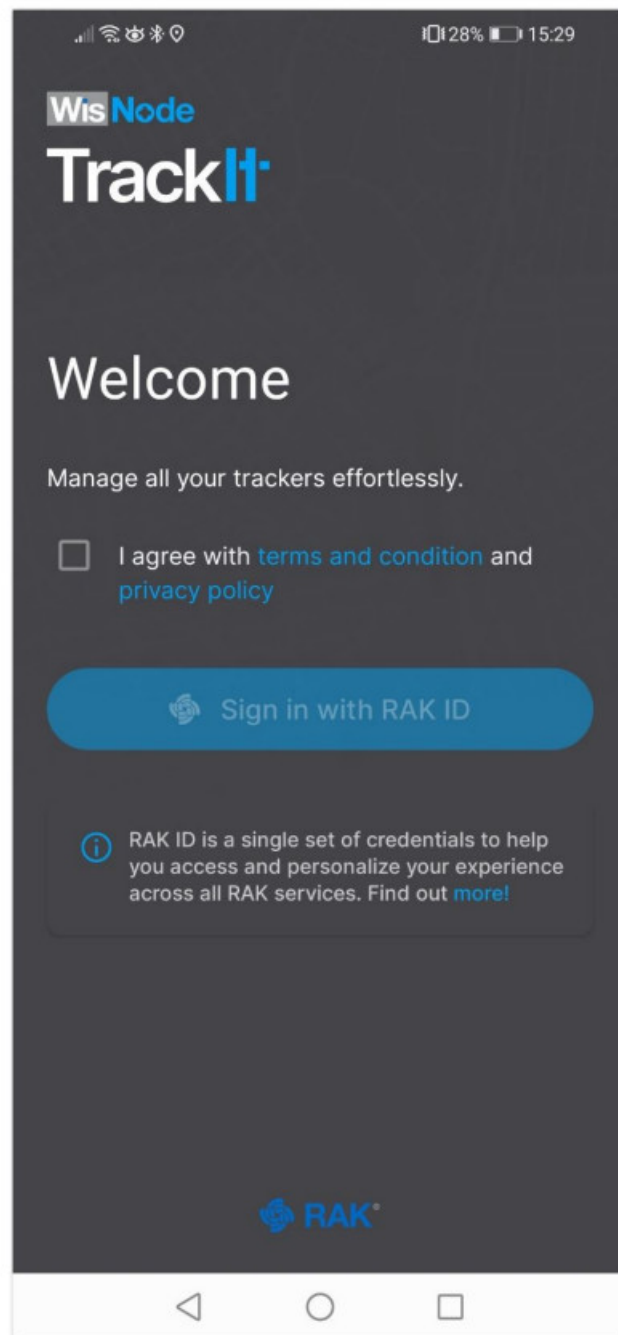 28% 15:29
WisNode
TrackIt
Welcome
Manage all your trackers effortlessly.
I agree with terms and condition and
privacy policy
Sign in with RAK ID
RAK ID is a single set of credentials to help
you access and personalize your experience
across all RAK services. Find out more!
RAK®